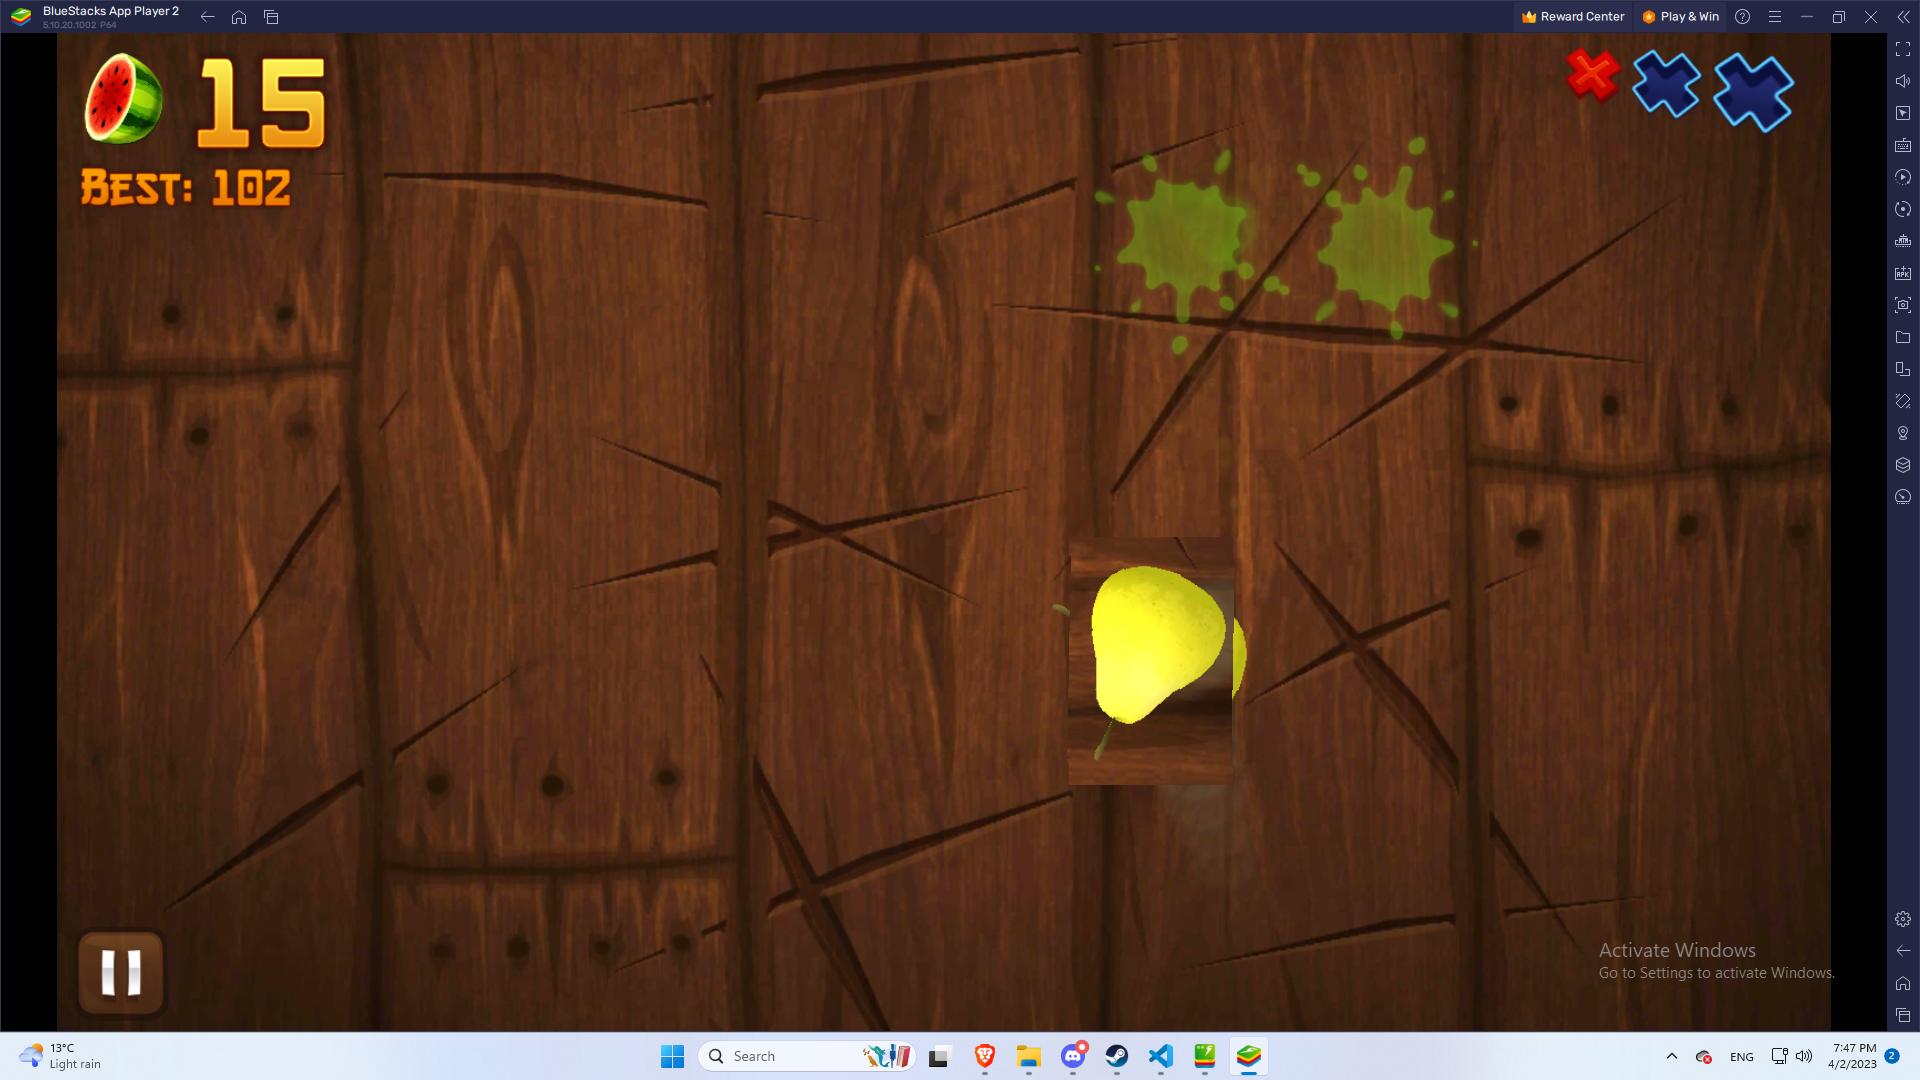 BlueStacks App Player 2
5.10.20.1002 P64
Reward Center
Play & Win
15
BEST: 102
Activate Windows
Go to Settings to activate Windows.
13°C
Light rain
Search
ENG
7:47 PM
4/2/2023
2